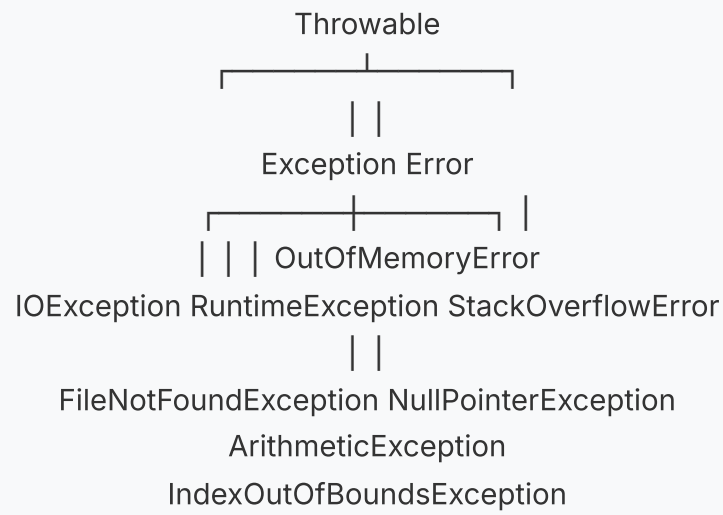 Throwable
┌───────┴───────┐
│ │
Exception Error
┌───────┼───────┐ │
│ │ │ OutOfMemoryError
IOException RuntimeException StackOverflowError
│ │
FileNotFoundException NullPointerException
ArithmeticException
IndexOutOfBoundsException